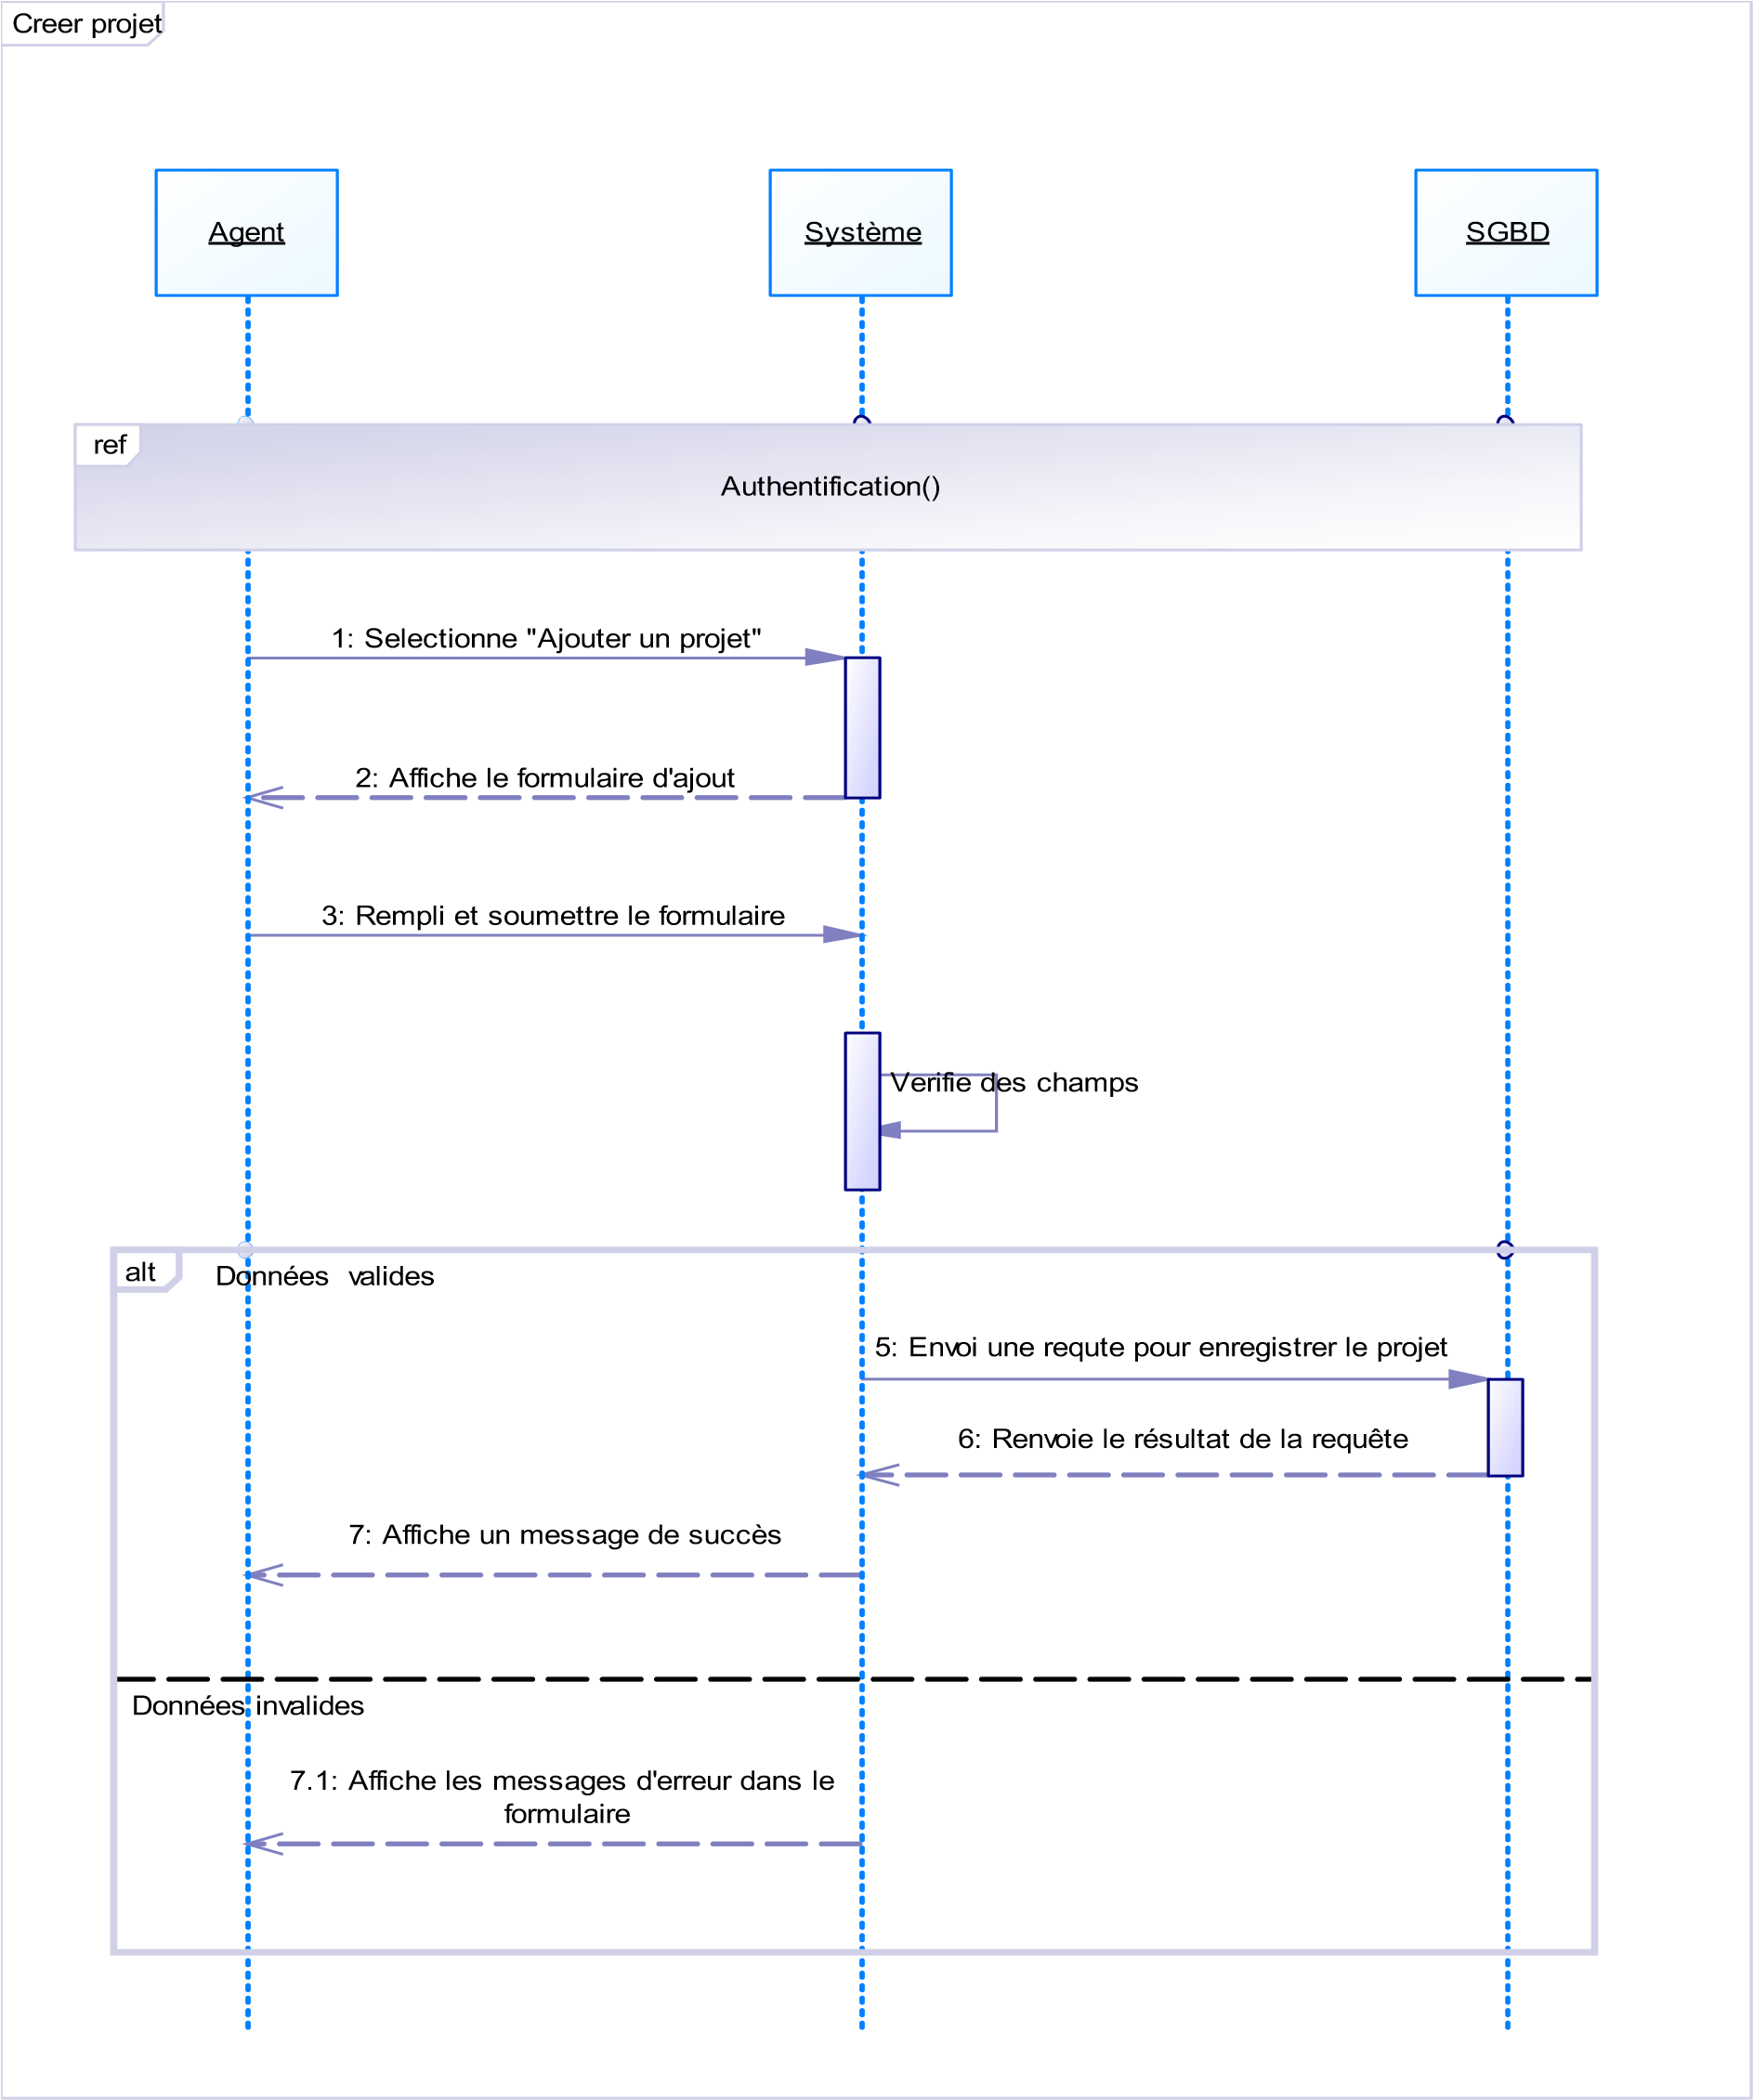 Creer projet
Agent
Système
SGBD
ref
Authentification()
1: Selectionne "Ajouter un projet"
2: Affiche le formulaire d'ajout
3: Rempli et soumettre le formulaire
Verifie des champs
alt
Données valides
5: Envoi une requte pour enregistrer le projet
6: Renvoie le résultat de la requête
7: Affiche un message de succès
Données invalides
7.1: Affiche les messages d'erreur dans le
formulaire